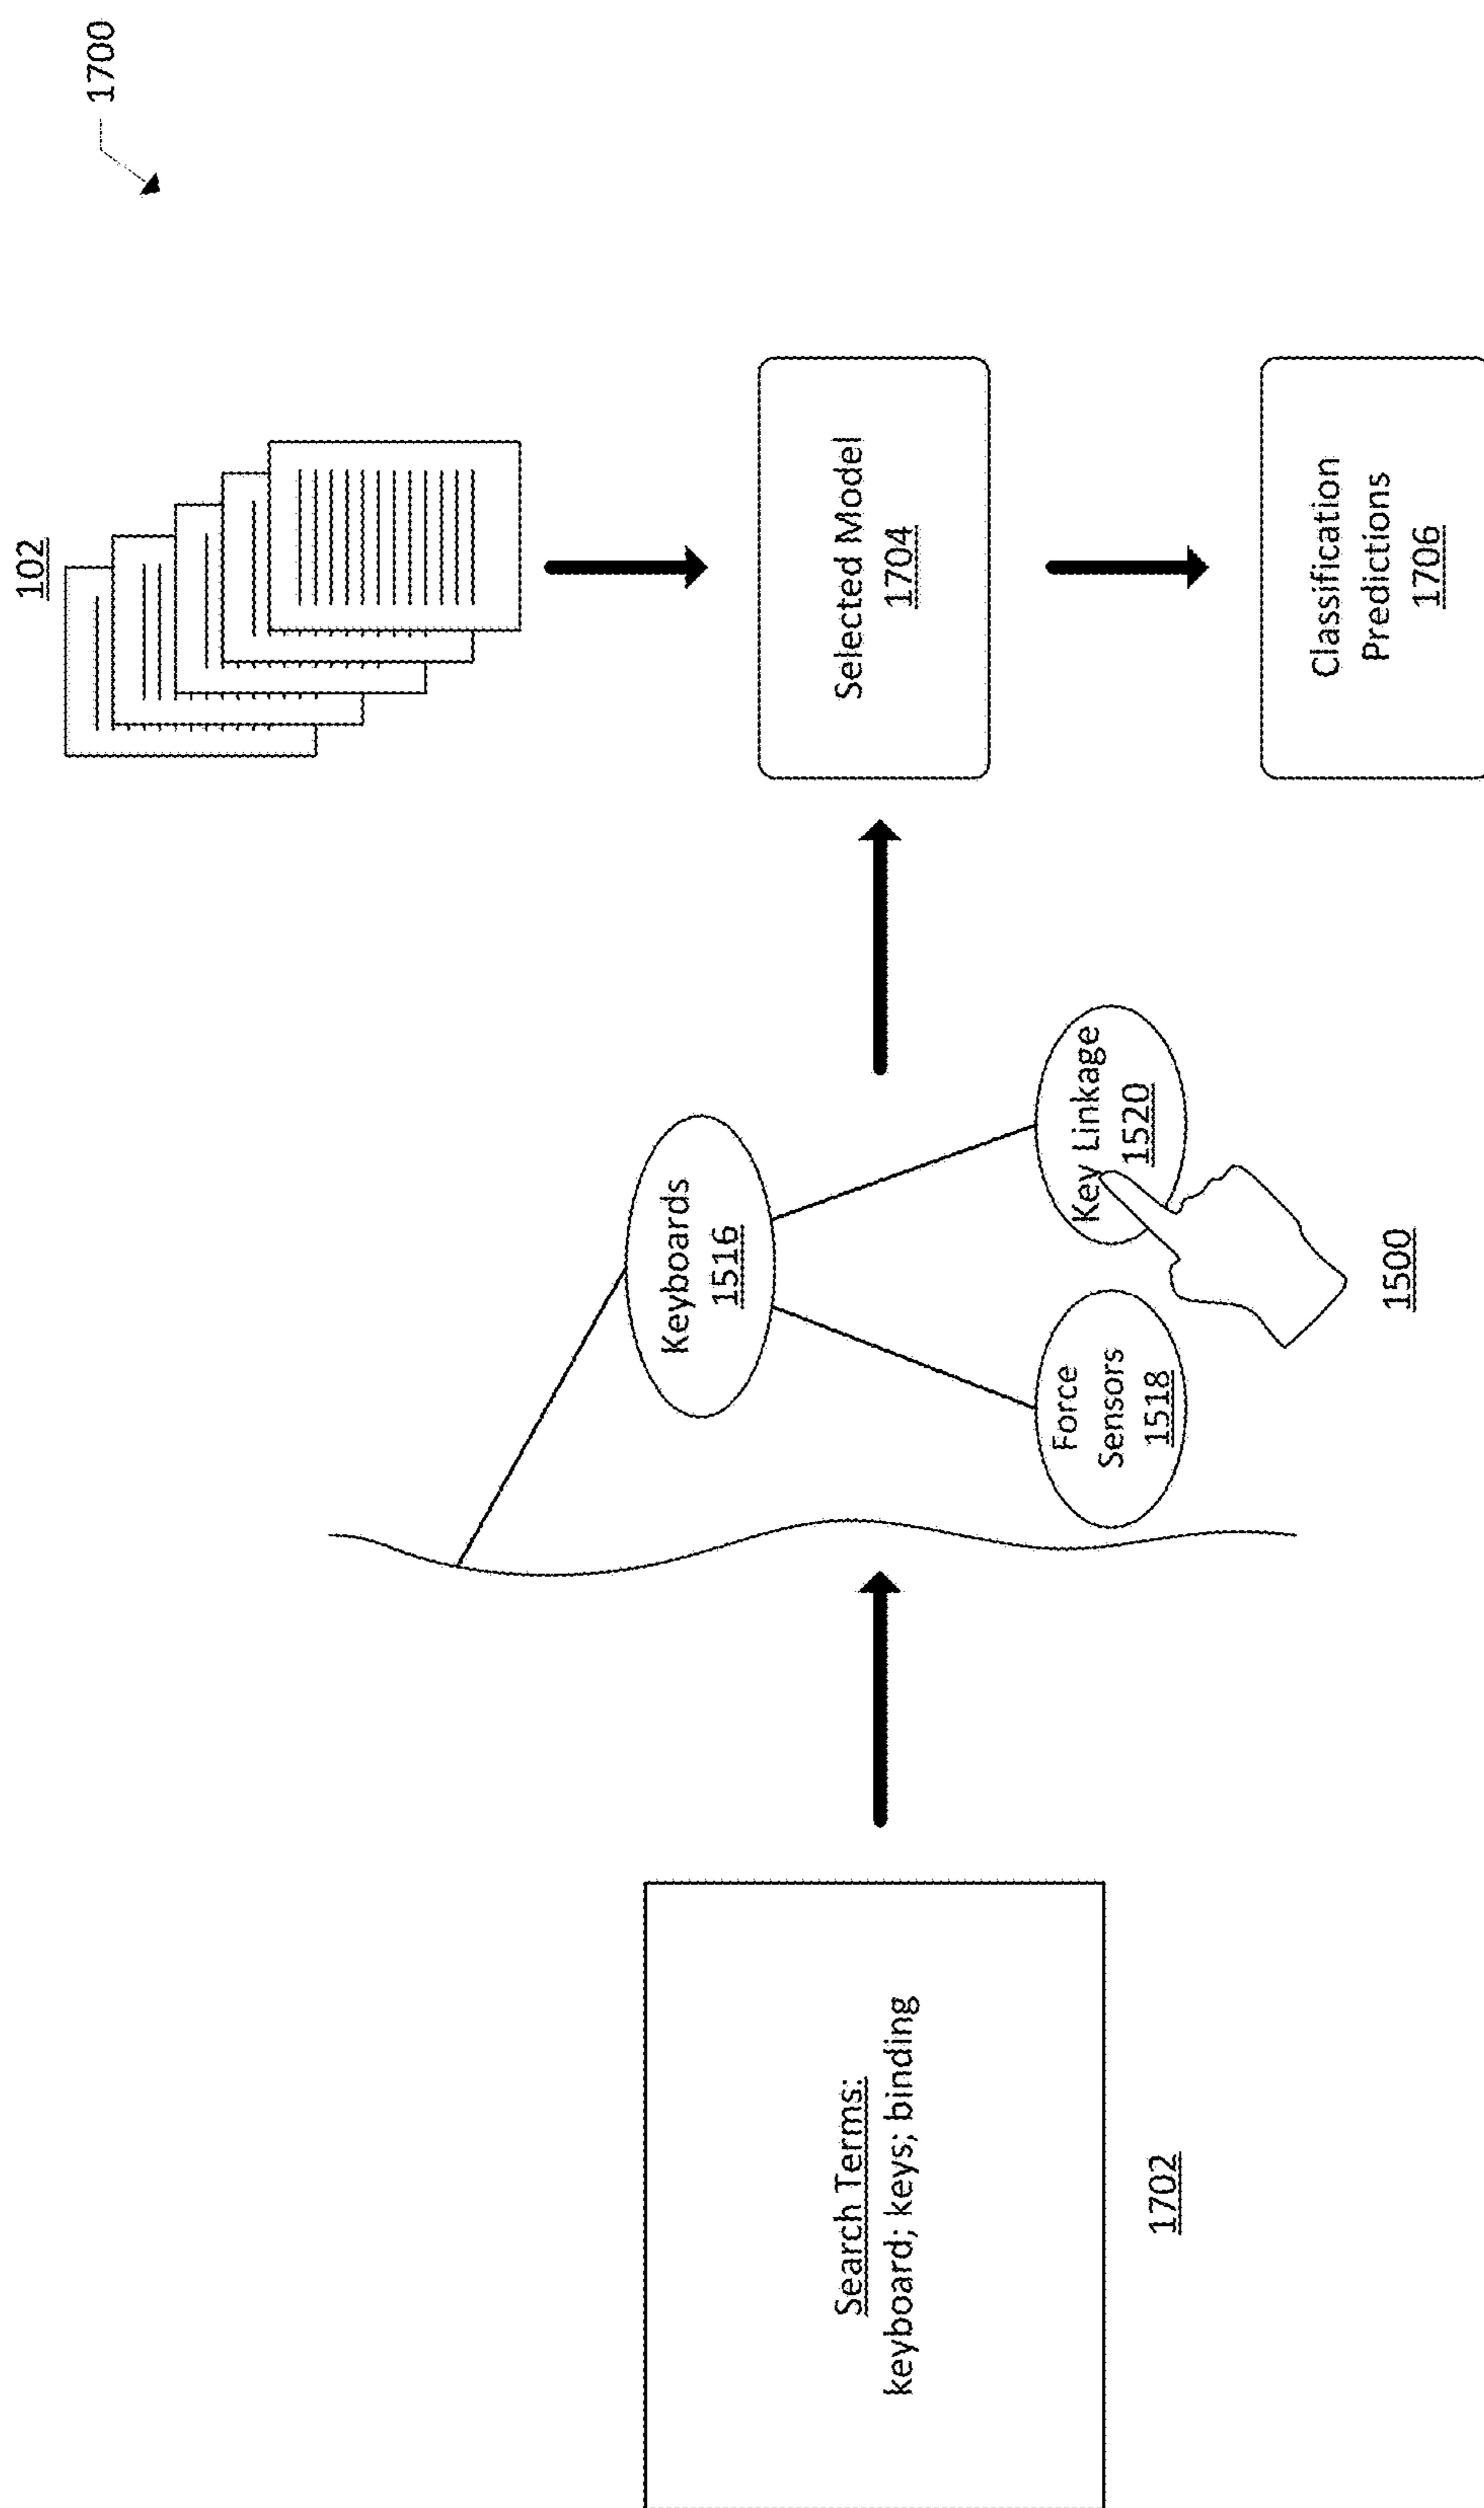 1700
102
Search Terms:
keyboard; keys; binding
1702
Keyboards
1516
Force
Sensors
1518
Key Linkage
1520
1500
Selected Model
1704
Classification
Predictions
1706